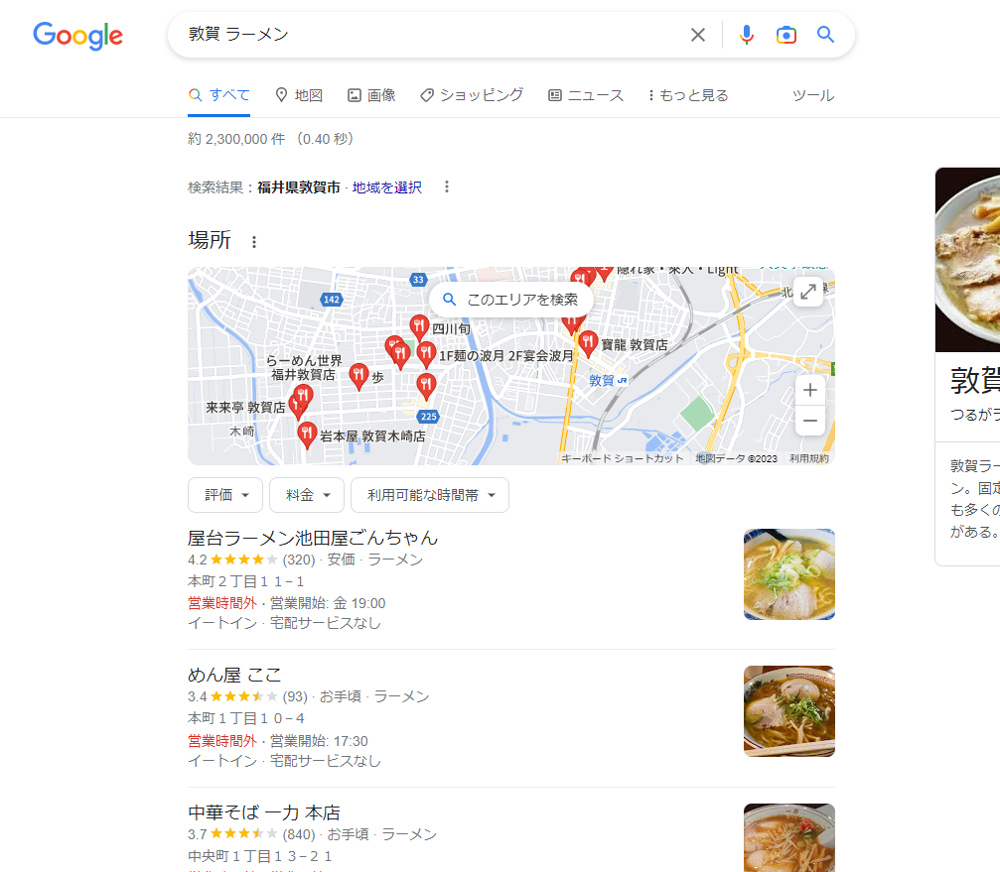 Google
敦賀 ラーメン
すべて 地図 画像 ショッピング ニュース もっと見る ツール
約 2,300,000 件 （0.40 秒）
検索結果：福井県敦賀市 · 地域を選択
場所
隠れ家・來人・Light
33
142
このエリアを検索
四川旬
寶龍 敦賀店
1F麺の波月 2F宴会波月
らーめん世界
福井敦賀店
歩
敦賀 JR
来来亭 敦賀店
225
木崎
岩本屋 敦賀木崎店
キーボード ショートカット 地図データ ©2023 利用規約
評価 料金 利用可能な時間帯
屋台ラーメン池田屋ごんちゃん
4.2 (320) · 安価 · ラーメン
本町２丁目１１−１
営業時間外 · 営業開始: 金 19:00
イートイン · 宅配サービスなし
めん屋 ここ
3.4 (93) · お手頃 · ラーメン
本町１丁目１０−４
営業時間外 · 営業開始: 17:30
イートイン · 宅配サービスなし
中華そば 一力 本店
3.7 (840) · お手頃 · ラーメン
中央町１丁目１３−２１
敦賀
つるがラ
敦賀ラー
ン。固定
も多くの
がある。